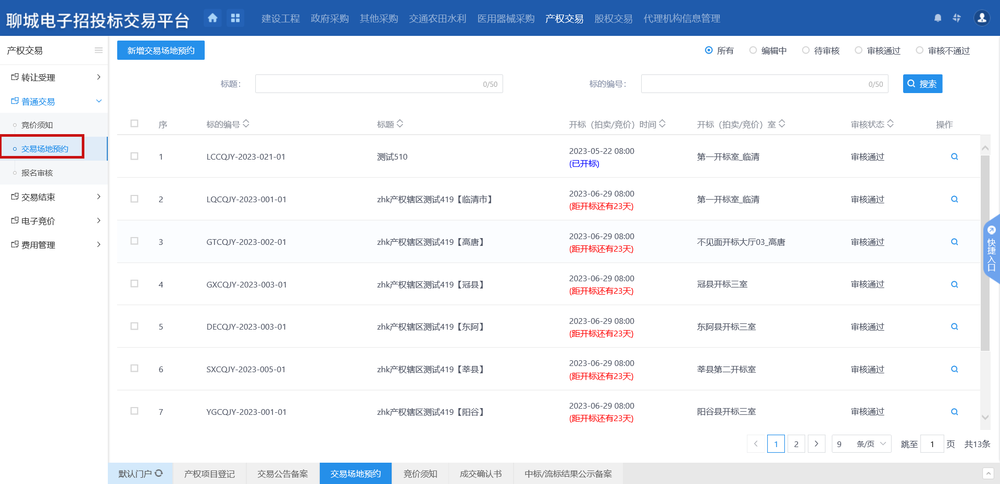 聊城电子招投标交易平台 建设工程 政府采购 其他采购 交通农田水利 医用器械采购 产权交易 股权交易 代理机构信息管理
产权交易
转让受理
普通交易
竞价须知
交易场地预约
报名审核
交易结束
电子竞价
费用管理
新增交易场地预约 所有 编辑中 待审核 审核通过 审核不通过
标题： 0/50 标的编号： 0/50 搜索
序 标的编号 标题 开标（拍卖/竞价）时间 开标（拍卖/竞价）室 审核状态 操作
1 LCCQJY-2023-021-01 测试510 2023-05-22 08:00 第一开标室_临清 审核通过
(已开标)
2 LQCQJY-2023-001-01 zhk产权辖区测试419【临清市】 2023-06-29 08:00 第一开标室_临清 审核通过
(距开标还有23天)
3 GTCQJY-2023-002-01 zhk产权辖区测试419【高唐】 2023-06-29 08:00 不见面开标大厅03_高唐 审核通过
(距开标还有23天)
4 GXCQJY-2023-003-01 zhk产权辖区测试419【冠县】 2023-06-29 08:00 冠县开标三室 审核通过
(距开标还有23天)
5 DECQJY-2023-003-01 zhk产权辖区测试419【东阿】 2023-06-29 08:00 东阿县开标三室 审核通过
(距开标还有23天)
6 SXCQJY-2023-005-01 zhk产权辖区测试419【莘县】 2023-06-29 08:00 莘县第二开标室 审核通过
(距开标还有23天)
7 YGCQJY-2023-001-01 zhk产权辖区测试419【阳谷】 2023-06-29 08:00 阳谷县开标三室 审核通过
(距开标还有23天)
快捷入口
1 2 9 条/页 跳至 1 页 共13条
默认门户 产权项目登记 交易公告备案 交易场地预约 竞价须知 成交确认书 中标/流标结果公示备案